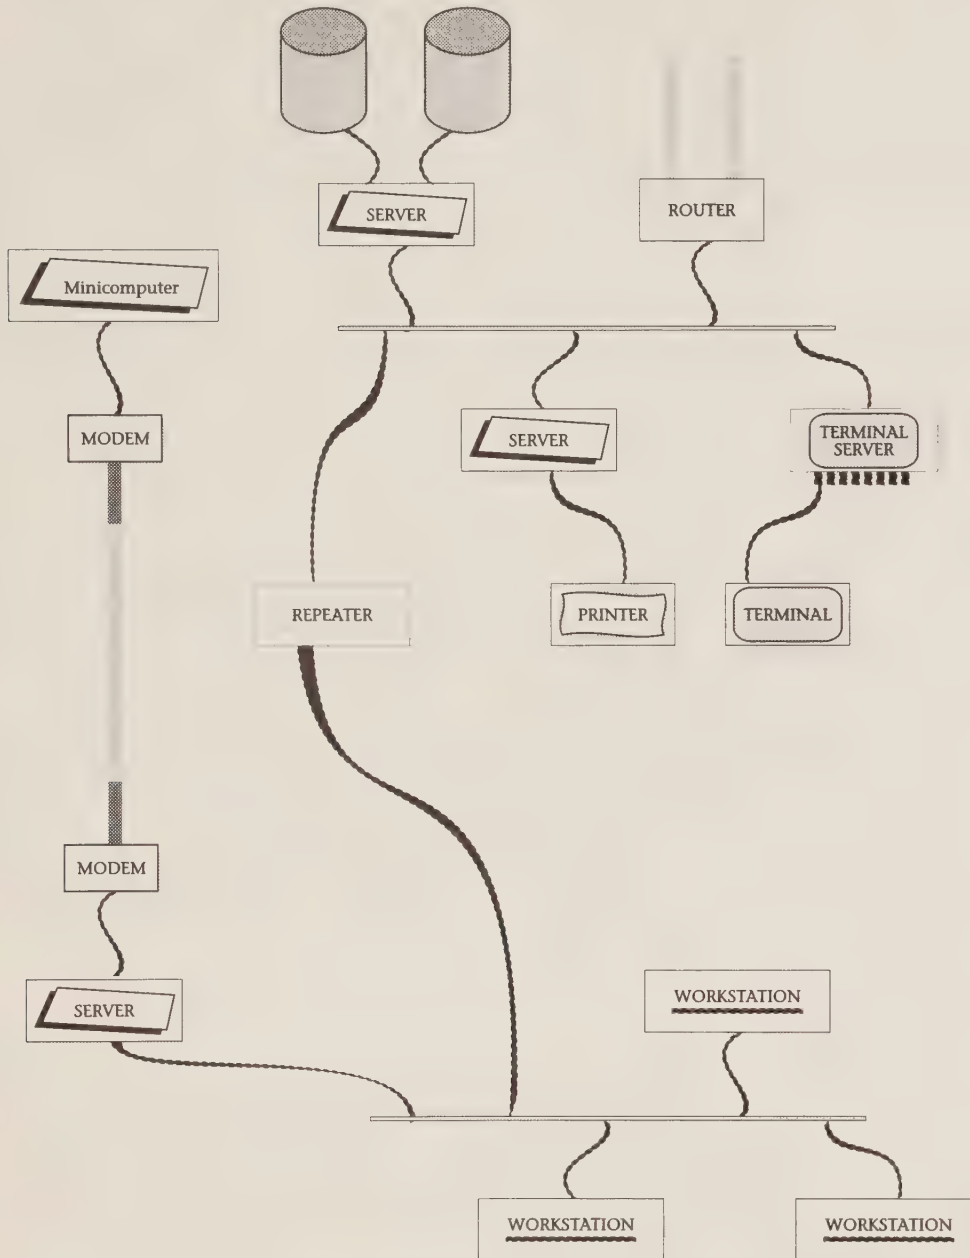 SERVER
ROUTER
Minicomputer
MODEM
SERVER
TERMINAL
SERVER
REPEATER
PRINTER
TERMINAL
MODEM
SERVER
WORKSTATION
WORKSTATION
WORKSTATION